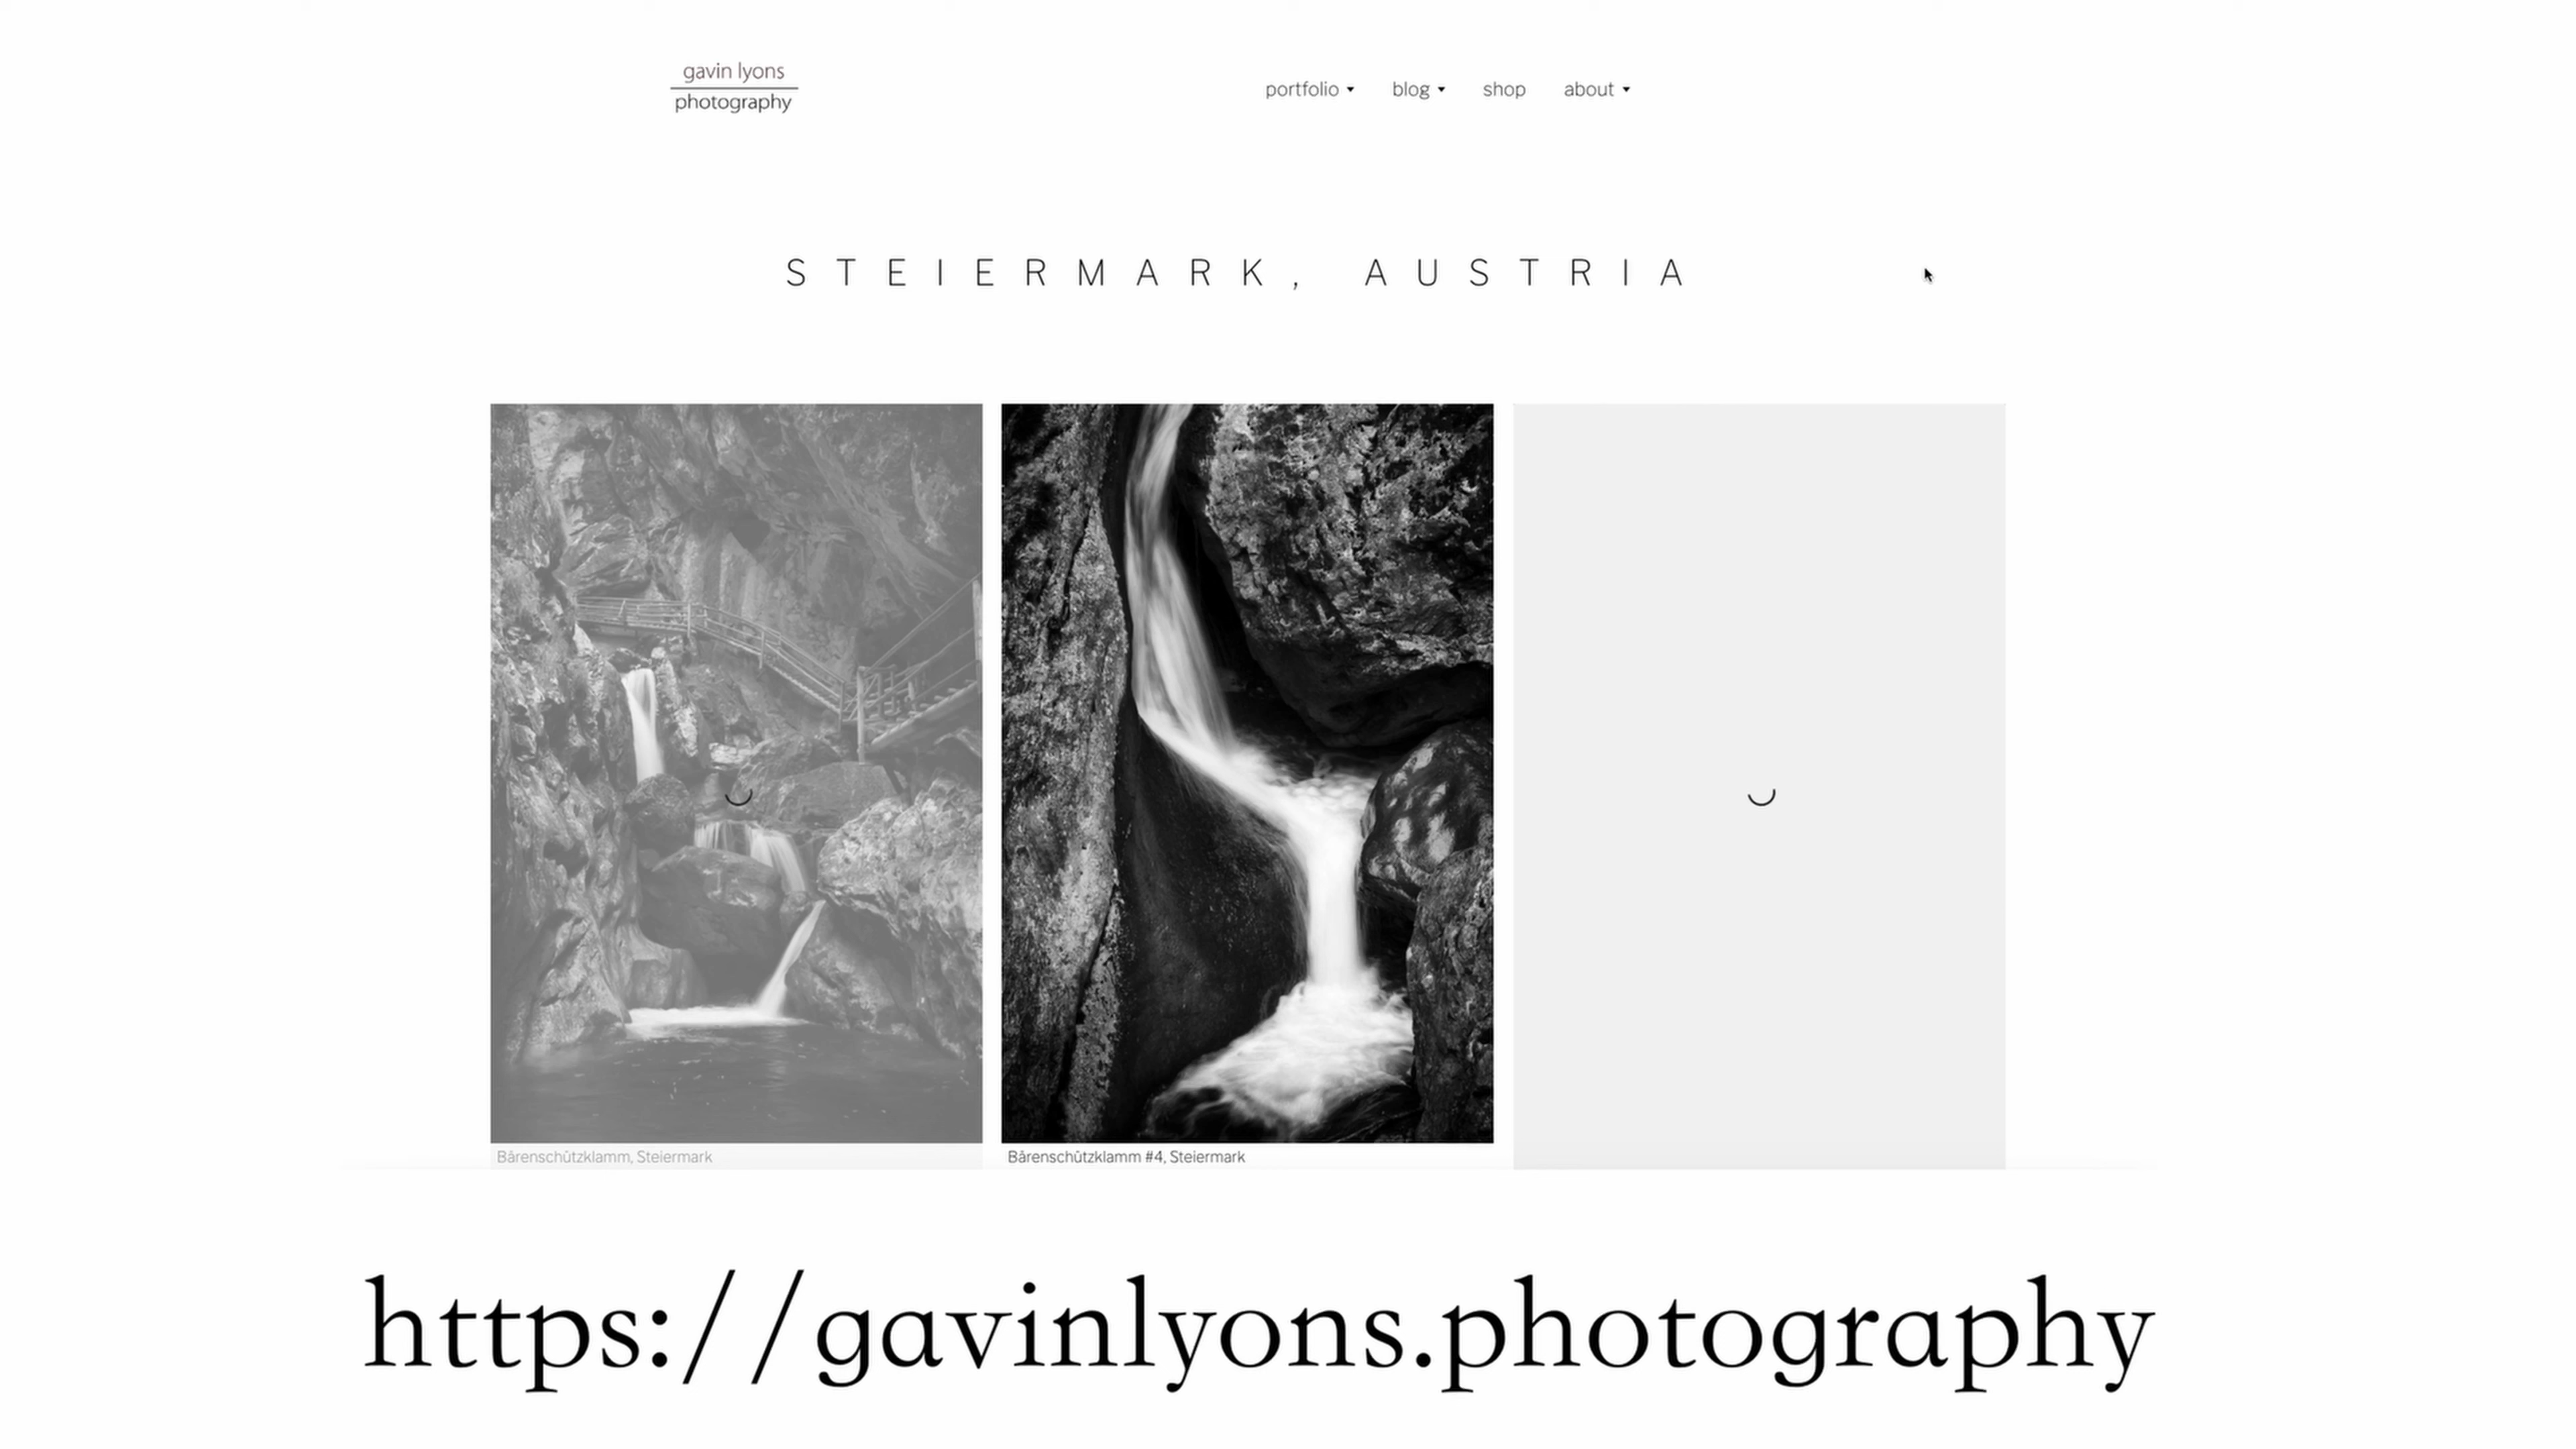 gavin lyons
photography
portfolio blog shop about
STEIERMARK, AUSTRIA
Bärenschützklamm, Steiermark
Bärenschützklamm #4, Steiermark
https://gavinlyons.photography